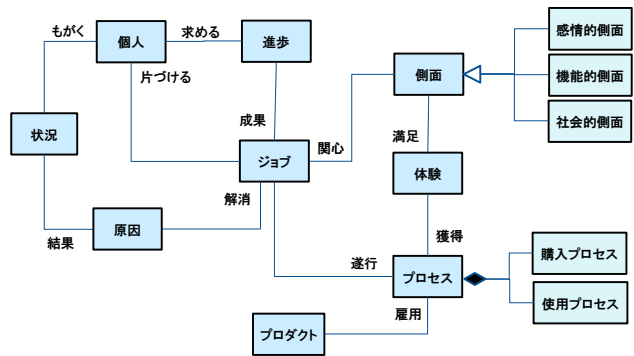 もがく
個人
求める
進歩
感情的側面
側面
機能的側面
片づける
社会的側面
状況
成果
満足
関心
ジョブ
体験
解消
原因
結果
獲得
購入プロセス
遂行
プロセス
使用プロセス
雇用
プロダクト